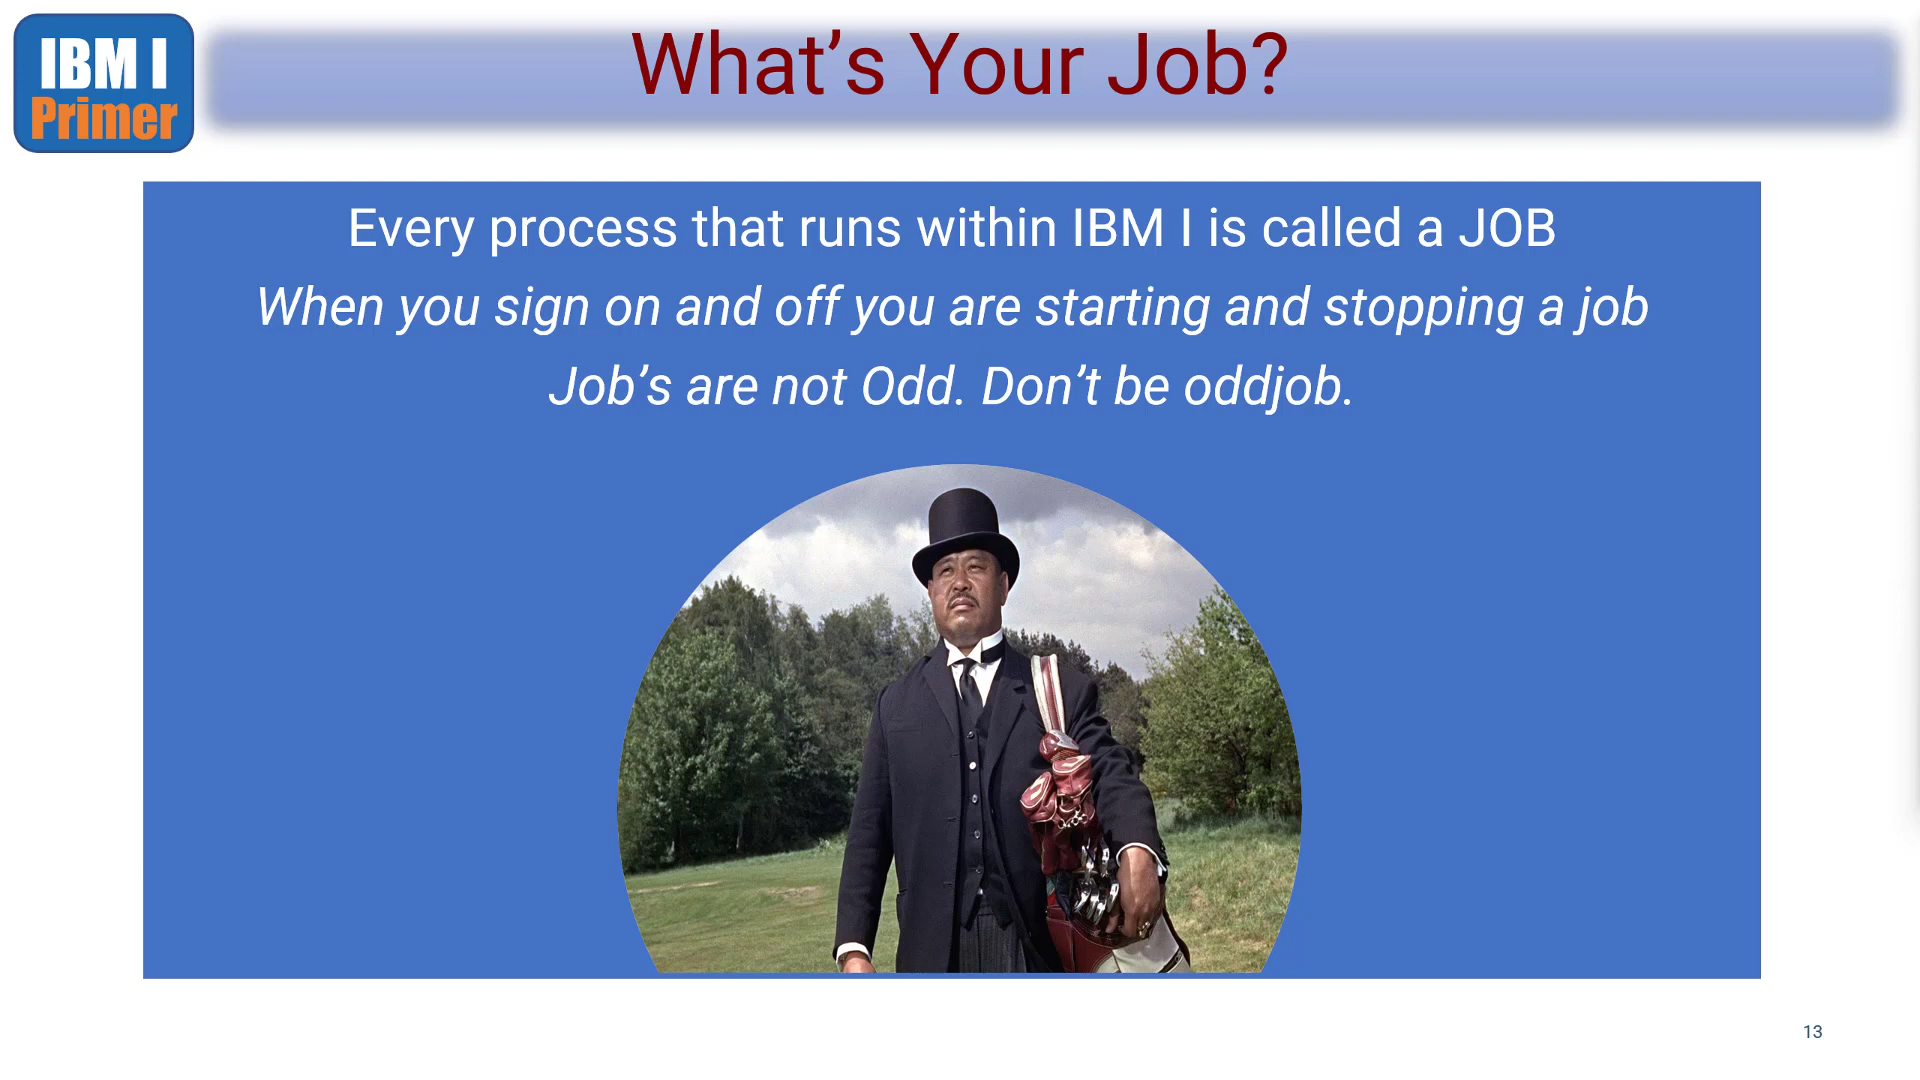 IBM I
Primer
What’s Your Job?
Every process that runs within IBM I is called a JOB
When you sign on and off you are starting and stopping a job
Job’s are not Odd. Don’t be oddjob.
13